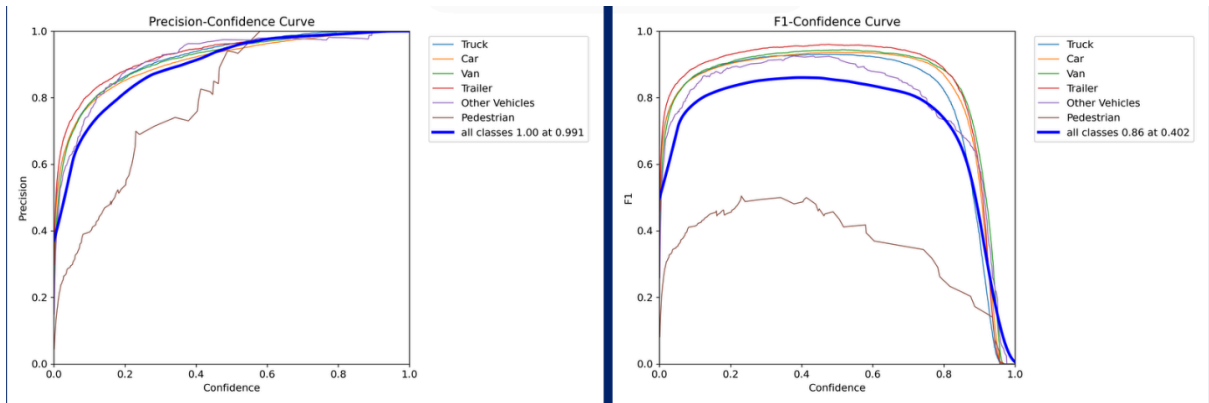 Precision-Confidence Curve
1.0
0.8
0.6
0.4
0.2
0.0
Precision
0.0 0.2 0.4 0.6 0.8 1.0
Confidence
Truck
Car
Van
Trailer
Other Vehicles
Pedestrian
all classes 1.00 at 0.991
F1-Confidence Curve
1.0
0.8
0.6
0.4
0.2
0.0
F1
0.0 0.2 0.4 0.6 0.8 1.0
Confidence
Truck
Car
Van
Trailer
Other Vehicles
Pedestrian
all classes 0.86 at 0.402